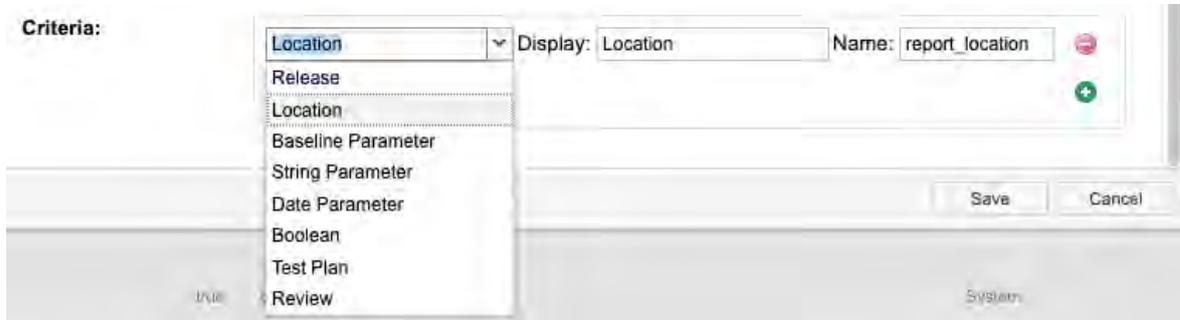 Criteria:
Location Display: Location Name: report_location
Release
Location
Baseline Parameter
String Parameter
Date Parameter
Save Cancel
Boolean
Test Plan
true Review System